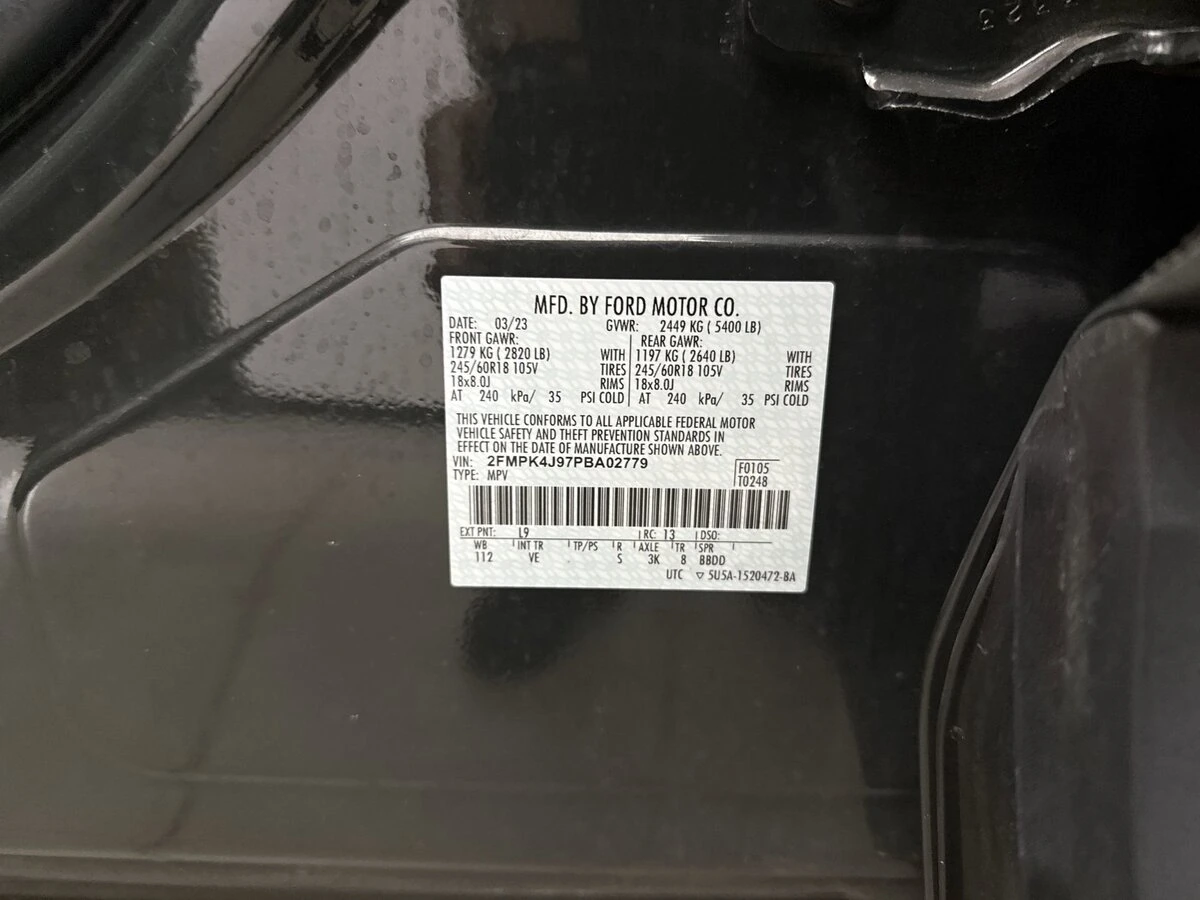 MFD. BY FORD MOTOR CO.
DATE: 03/23 GVWR: 2449 KG ( 5400 LB)
FRONT GAWR: REAR GAWR:
1279 KG ( 2820 LB) WITH 1197 KG ( 2640 LB) WITH
245/60R18 105V TIRES 245/60R18 105V TIRES
18x8.0J RIMS 18x8.0J RIMS
AT 240 kPa/ 35 PSI COLD AT 240 kPa/ 35 PSI COLD
THIS VEHICLE CONFORMS TO ALL APPLICABLE FEDERAL MOTOR
VEHICLE SAFETY AND THEFT PREVENTION STANDARDS IN
EFFECT ON THE DATE OF MANUFACTURE SHOWN ABOVE.
VIN: 2FMPK4J97PBA02779 F0105
TYPE: MPV T0248
EXT PNT: L9 RC: 13 DSO:
WB INT TR TP/PS R AXLE TR SPR
112 VE S 3K 8 BBDD
UTC ▽ 5U5A-1520472-BA